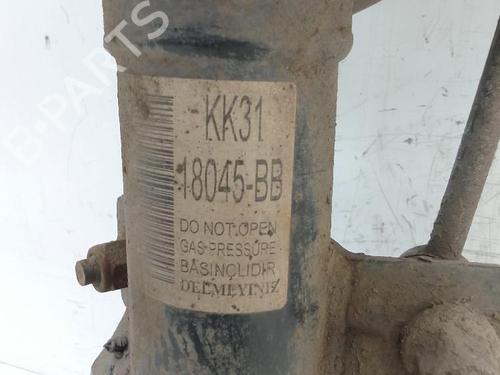 B-PARTS
KK31
18045-BB
DO NOT OPEN
GAS PRESSURE
BASINÇLIDIR
DELMEYINIZ